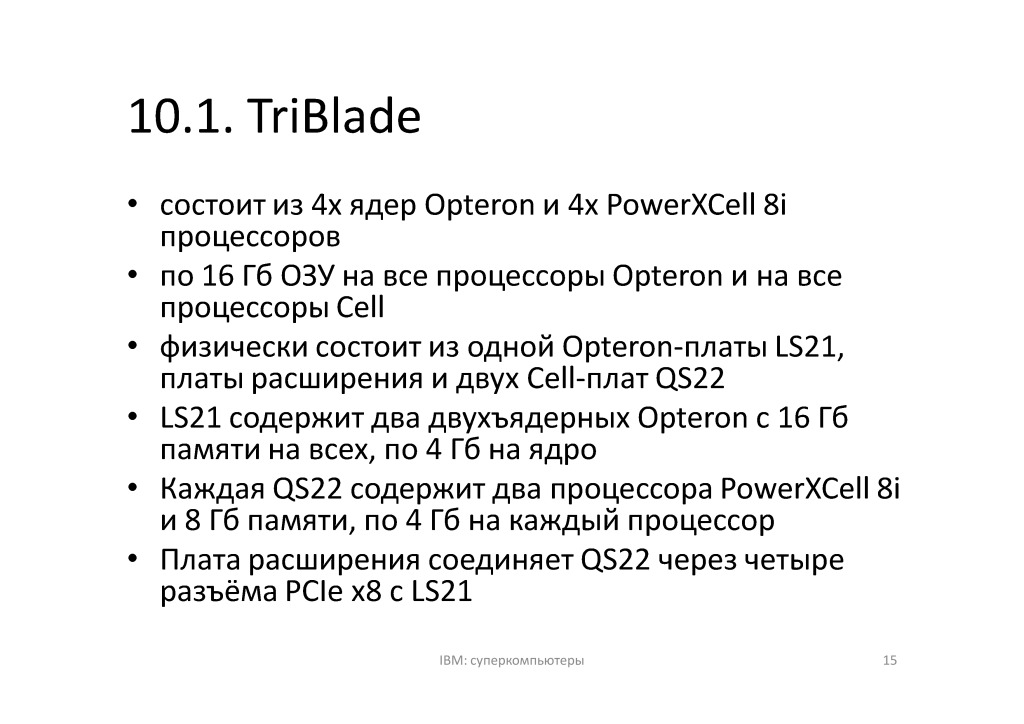 10.1. TriBlade
• состоит из 4х ядер Opteron и 4х PowerXCell 8i
процессоров
• по 16 Гб ОЗУ на все процессоры Opteron и на все
процессоры Cell
• физически состоит из одной Opteron-платы LS21,
платы расширения и двух Cell-плат QS22
• LS21 содержит два двухъядерных Opteron с 16 Гб
памяти на всех, по 4 Гб на ядро
• Каждая QS22 содержит два процессора PowerXCell 8i
и 8 Гб памяти, по 4 Гб на каждый процессор
• Плата расширения соединяет QS22 через четыре
разъёма PCIe x8 с LS21
IBM: суперкомпьютеры
15